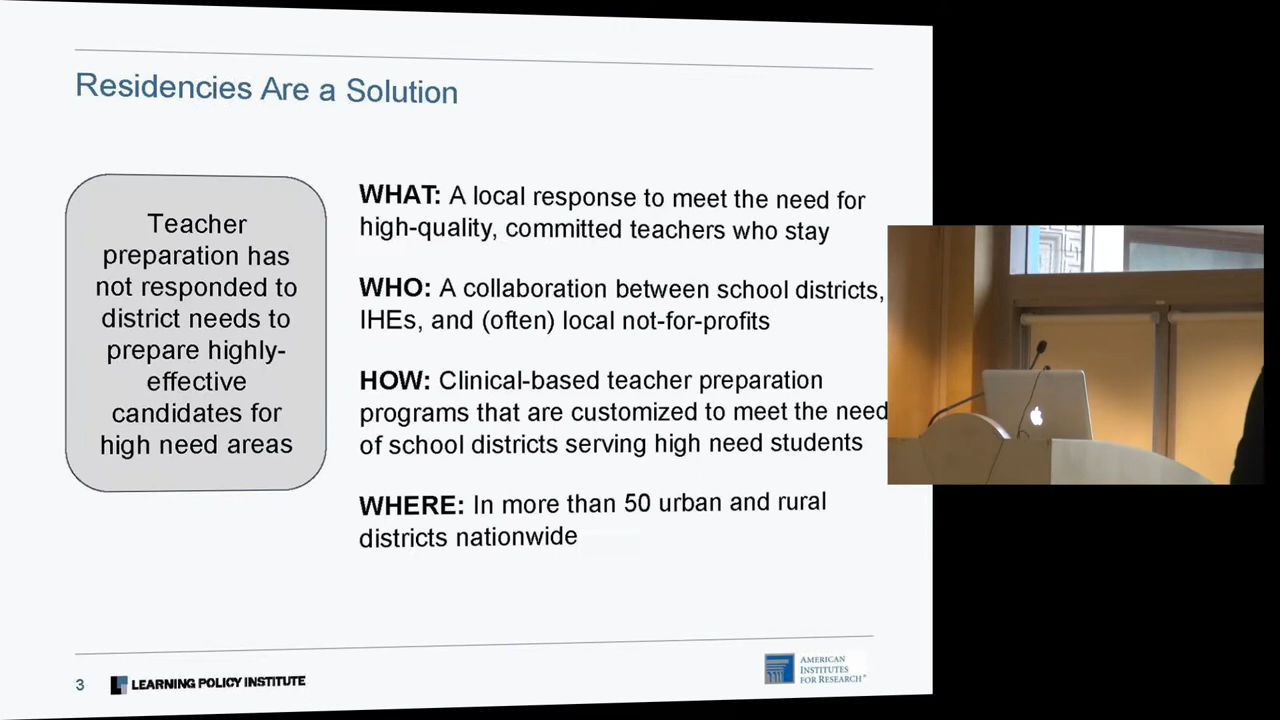 Residencies Are a Solution
Teacher
preparation has
not responded to
district needs to
prepare highly-
effective
candidates for
high need areas
WHAT: A local response to meet the need for
high-quality, committed teachers who stay
WHO: A collaboration between school districts,
IHEs, and (often) local not-for-profits
HOW: Clinical-based teacher preparation
programs that are customized to meet the need
of school districts serving high need students
WHERE: In more than 50 urban and rural
districts nationwide
3
LEARNING POLICY INSTITUTE
AMERICAN
INSTITUTES
FOR RESEARCH